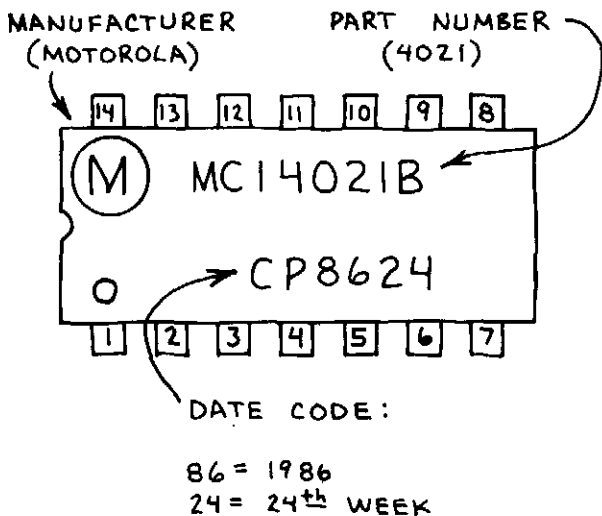 MANUFACTURER
(MOTOROLA)
PART NUMBER
(4021)
14 13 12 11 10 9 8
M MC14021B
CP8624
1 2 3 4 5 6 7
DATE CODE:
86 = 1986
24 = 24th WEEK